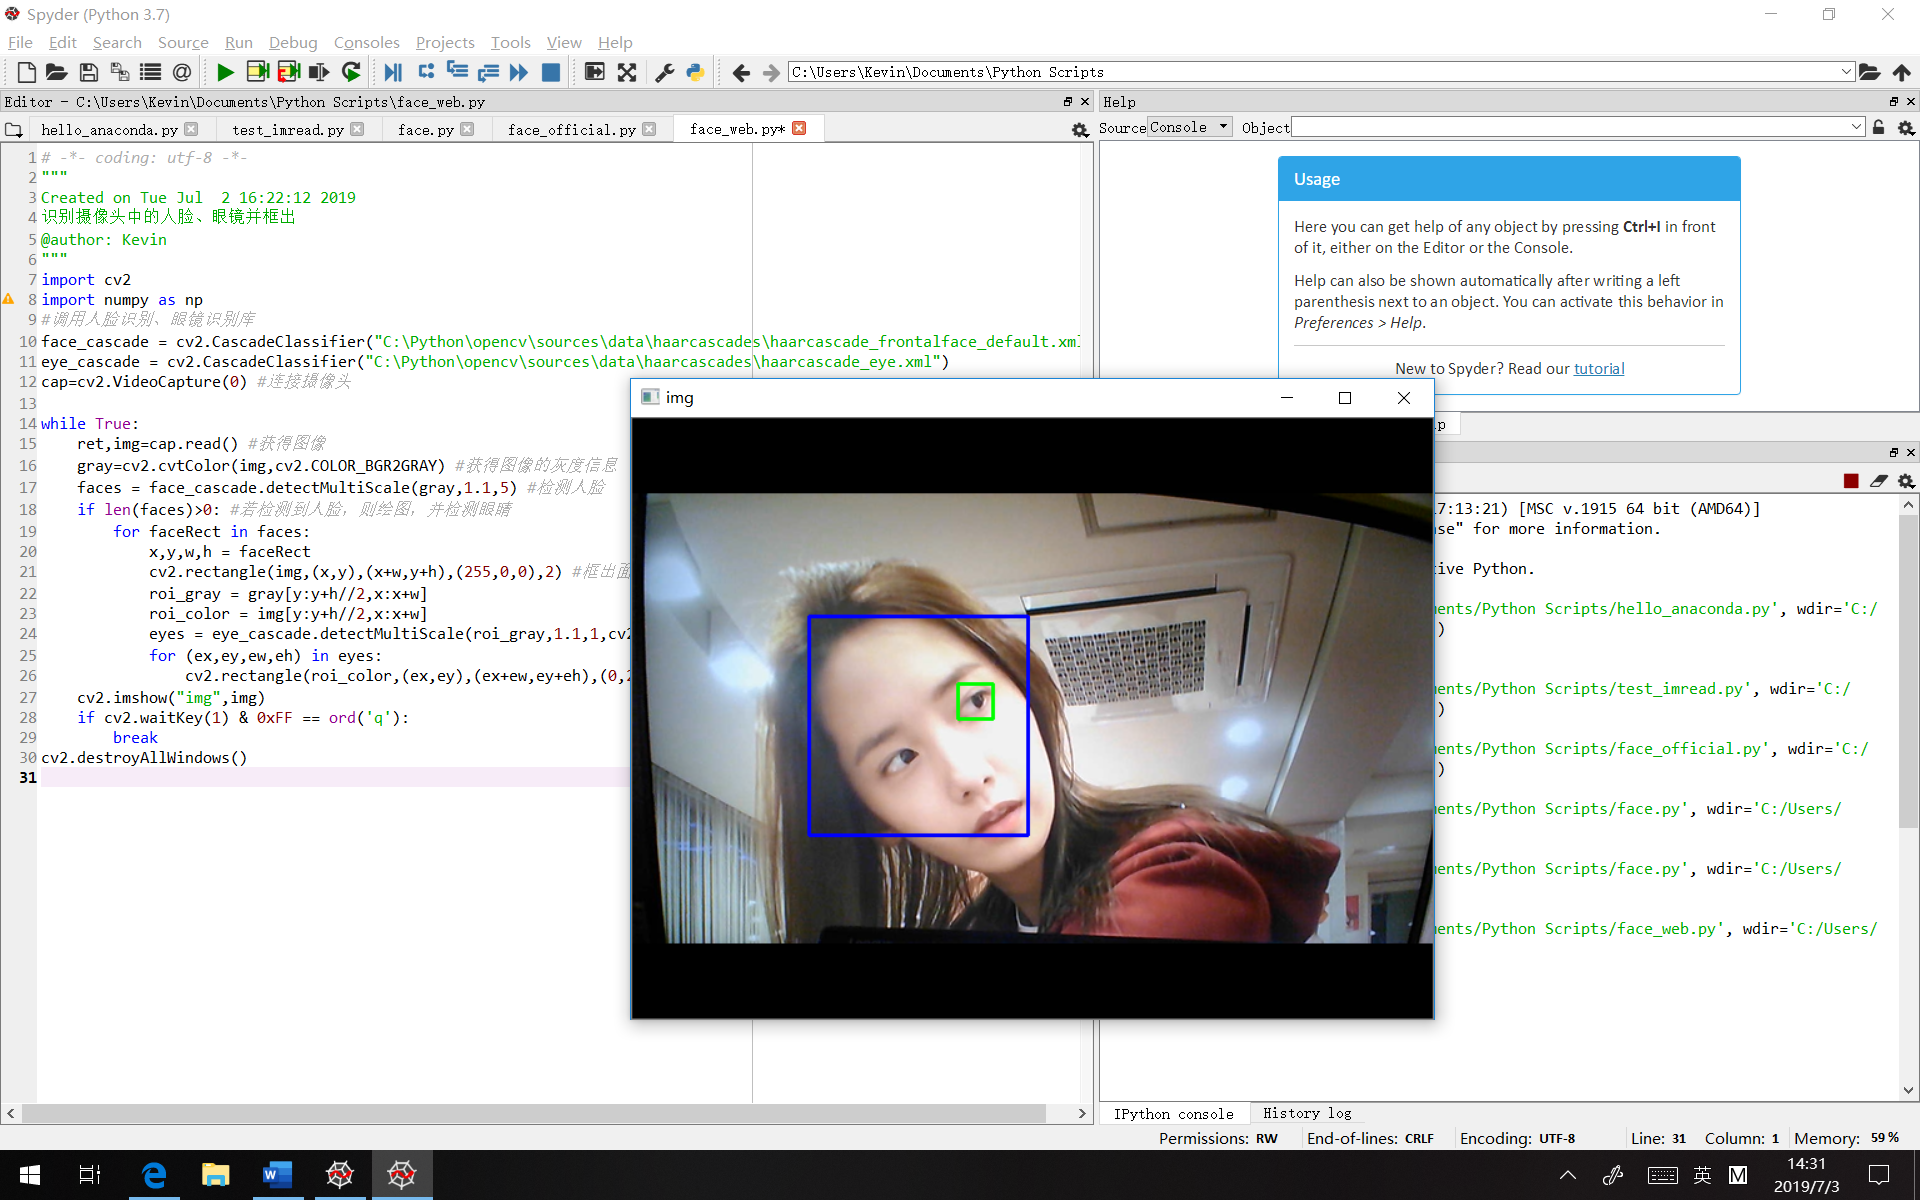 Spyder (Python 3.7)
File Edit Search Source Run Debug Consoles Projects Tools View Help
C:\Users\Kevin\Documents\Python Scripts
Editor - C:\Users\Kevin\Documents\Python Scripts\face_web.py
hello_anaconda.py test_imread.py face.py face_official.py face_web.py*
1 # -*- coding: utf-8 -*-
2 """
3 Created on Tue Jul  2 16:22:12 2019
4 识别摄像头中的人脸、眼镜并框出
5 @author: Kevin
6 """
7 import cv2
8 import numpy as np
9 #调用人脸识别、眼镜识别库
10 face_cascade = cv2.CascadeClassifier("C:\Python\opencv\sources\data\haarcascades\haarcascade_frontalface_default.xml
11 eye_cascade = cv2.CascadeClassifier("C:\Python\opencv\sources\data\haarcascades\haarcascade_eye.xml")
12 cap=cv2.VideoCapture(0) #连接摄像头
13
14 while True:
15 ret,img=cap.read() #获得图像
16 gray=cv2.cvtColor(img,cv2.COLOR_BGR2GRAY) #获得图像的灰度信息
17 faces = face_cascade.detectMultiScale(gray,1.1,5) #检测人脸
18 if len(faces)>0: #若检测到人脸，则绘图，并检测眼睛
19 for faceRect in faces:
20 x,y,w,h = faceRect
21 cv2.rectangle(img,(x,y),(x+w,y+h),(255,0,0),2) #框出面
22 roi_gray = gray[y:y+h//2,x:x+w]
23 roi_color = img[y:y+h//2,x:x+w]
24 eyes = eye_cascade.detectMultiScale(roi_gray,1.1,1,cv2
25 for (ex,ey,ew,eh) in eyes:
26 cv2.rectangle(roi_color,(ex,ey),(ex+ew,ey+eh),(0,2
27 cv2.imshow("img",img)
28 if cv2.waitKey(1) & 0xFF == ord('q'):
29 break
30 cv2.destroyAllWindows()
31
img
Help
Source Console Object
Usage
Here you can get help of any object by pressing Ctrl+I in front
of it, either on the Editor or the Console.
Help can also be shown automatically after writing a left
parenthesis next to an object. You can activate this behavior in
Preferences > Help.
New to Spyder? Read our tutorial
p
7:13:21) [MSC v.1915 64 bit (AMD64)]
se" for more information.
tive Python.
ents/Python Scripts/hello_anaconda.py', wdir='C:/
)
ents/Python Scripts/test_imread.py', wdir='C:/
)
ents/Python Scripts/face_official.py', wdir='C:/
)
ents/Python Scripts/face.py', wdir='C:/Users/
ents/Python Scripts/face.py', wdir='C:/Users/
ents/Python Scripts/face_web.py', wdir='C:/Users/
IPython console History log
Permissions: RW End-of-lines: CRLF Encoding: UTF-8 Line: 31 Column: 1 Memory: 59 %
英 M 14:31
2019/7/3